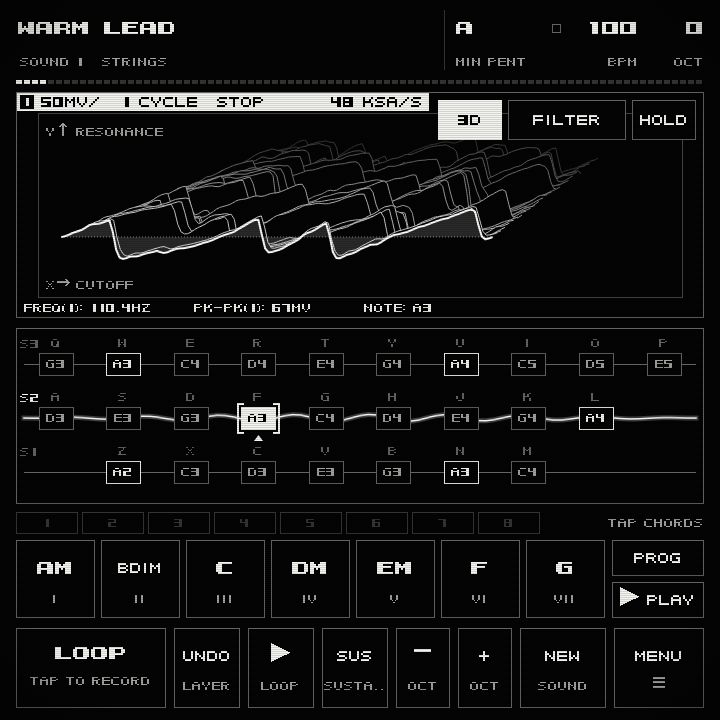 WARM LEAD A 100 0
SOUND 1 STRINGS MIN PENT BPM OCT
1 50MV/ 1 CYCLE STOP 48 KSA/S 3D FILTER HOLD
Y↑ RESONANCE
X→ CUTOFF
FREQ(1): 110.4HZ PK-PK(1): 67MV NOTE: A3
S3 Q W E R T Y U I O P
G3 A3 C4 D4 E4 G4 A4 C5 D5 E5
S2 A S D F G H J K L
D3 E3 G3 A3 C4 D4 E4 G4 A4
S1 Z X C V B N M
A2 C3 D3 E3 G3 A3 C4
1 2 3 4 5 6 7 8 TAP CHORDS
AM BDIM C DM EM F G PROG
I II III IV V VI VII PLAY
LOOP UNDO SUS − + NEW MENU
TAP TO RECORD LAYER LOOP SUSTA.. OCT OCT SOUND